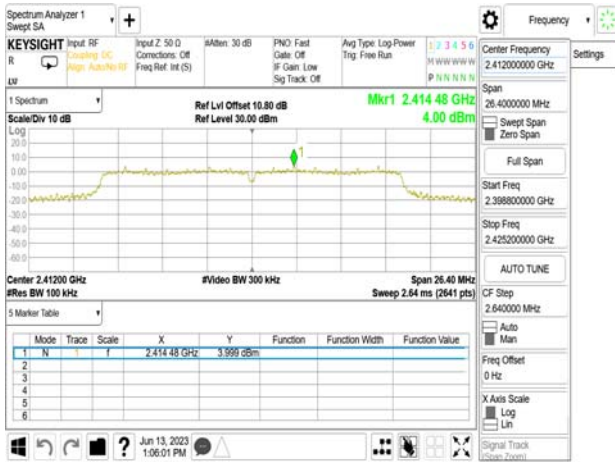 Spectrum Analyzer 1
Swept SA
Frequency
Settings
KEYSIGHT
Input: RF
Coupling: DC
Align: Auto/No RF
Input Z: 50 Ω
Corrections: Off
Freq Ref: Int (S)
#Atten: 30 dB
PNO: Fast
Gate: Off
IF Gain: Low
Sig Track: Off
Avg Type: Log-Power
Trig: Free Run
1 2 3 4 5 6
M W W W W W
P N N N N N
R
LVI
1 Spectrum
Scale/Div 10 dB
Ref Lvl Offset 10.80 dB
Ref Level 30.00 dBm
Mkr1 2.414 48 GHz
4.00 dBm
Log
20.0
10.0
0.00
-10.0
-20.0
-30.0
-40.0
-50.0
-60.0
1
Center 2.41200 GHz
#Video BW 300 kHz
Span 26.40 MHz
#Res BW 100 kHz
Sweep 2.64 ms (2641 pts)
5 Marker Table
Mode Trace Scale X Y Function Function Width Function Value
1 N 1 f 2.414 48 GHz 3.999 dBm
2
3
4
5
6
Jun 13, 2023
1:06:01 PM
?
Center Frequency
2.412000000 GHz
Span
26.4000000 MHz
Swept Span
Zero Span
Full Span
Start Freq
2.398800000 GHz
Stop Freq
2.425200000 GHz
AUTO TUNE
CF Step
2.640000 MHz
Auto
Man
Freq Offset
0 Hz
X Axis Scale
Log
Lin
Signal Track
(Span Zoom)